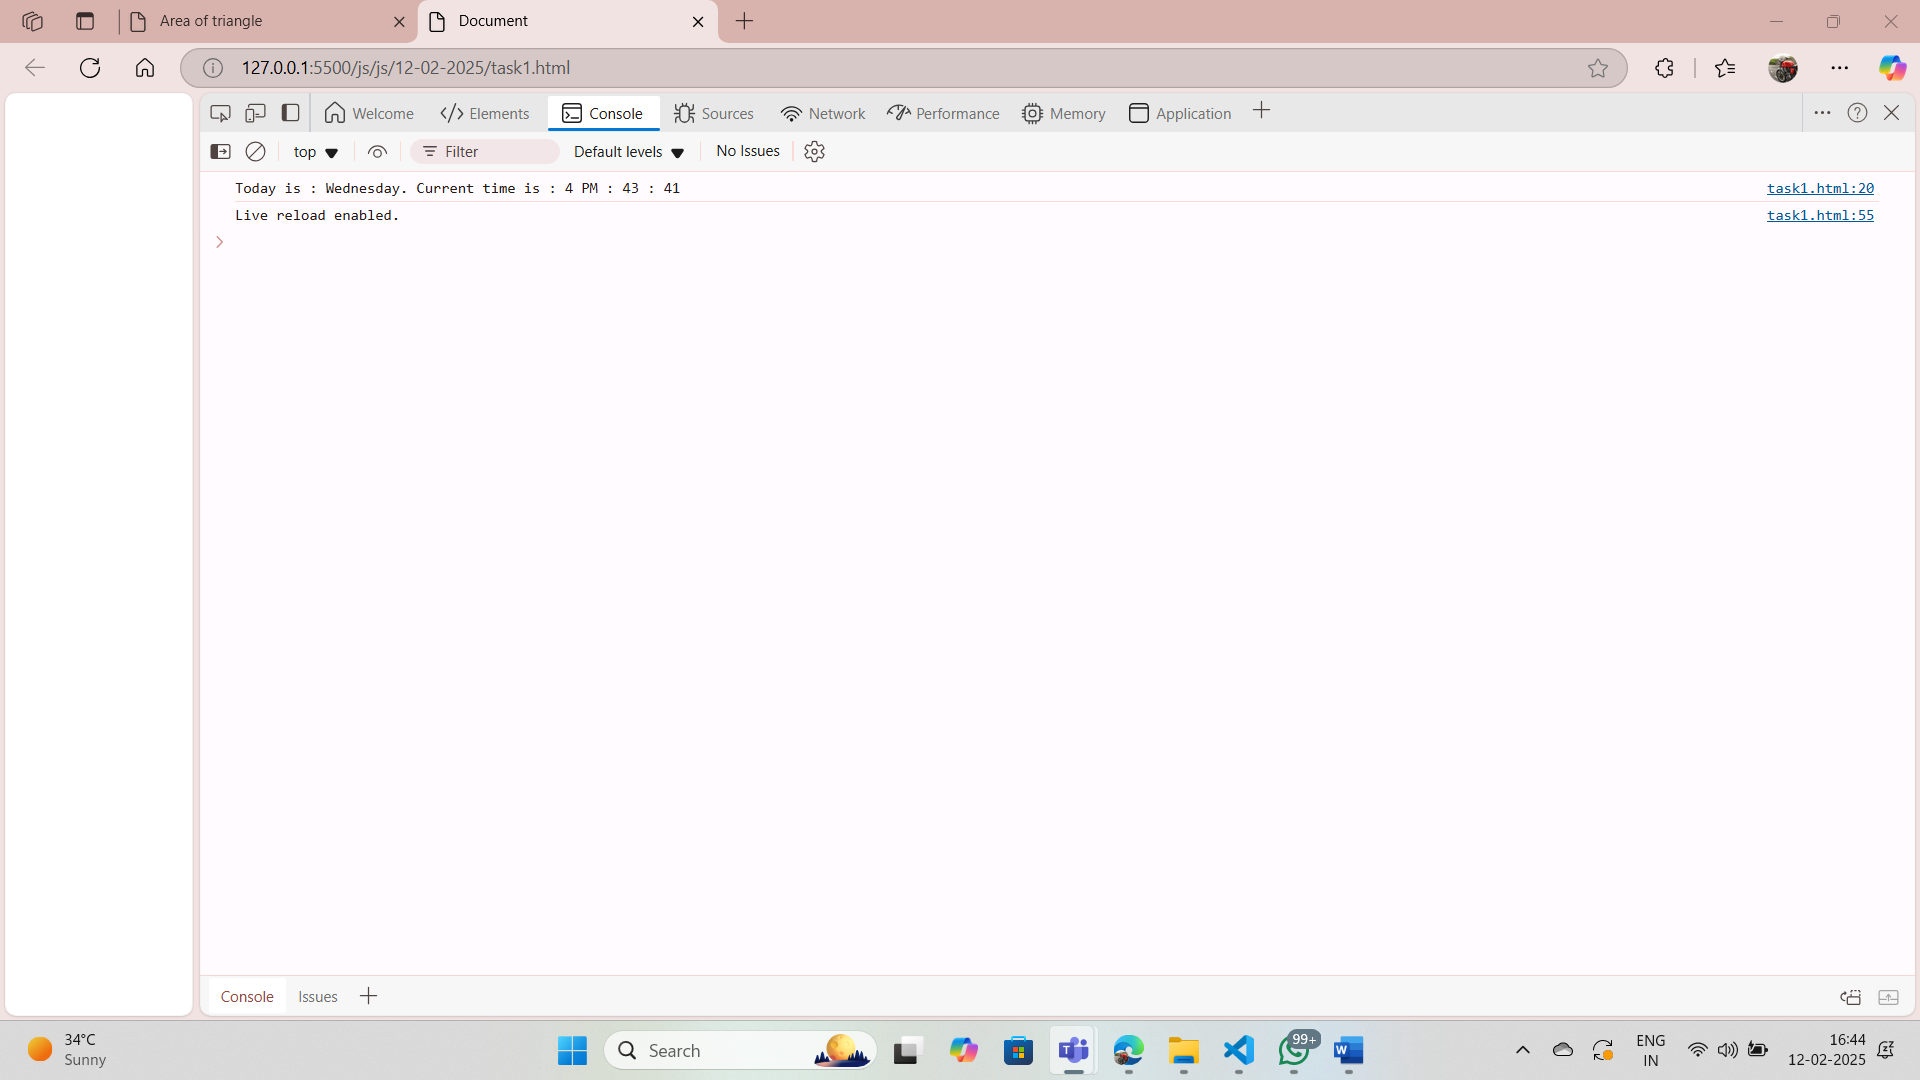 Area of triangle
Document
127.0.0.1:5500/js/js/12-02-2025/task1.html
Welcome
Elements
Console
Sources
Network
Performance
Memory
Application
top
Filter
Default levels
No Issues
Today is : Wednesday. Current time is : 4 PM : 43 : 41 task1.html:20
Live reload enabled. task1.html:55
Console
Issues
34°C
Sunny
Search
99+
ENG
IN
16:44
12-02-2025